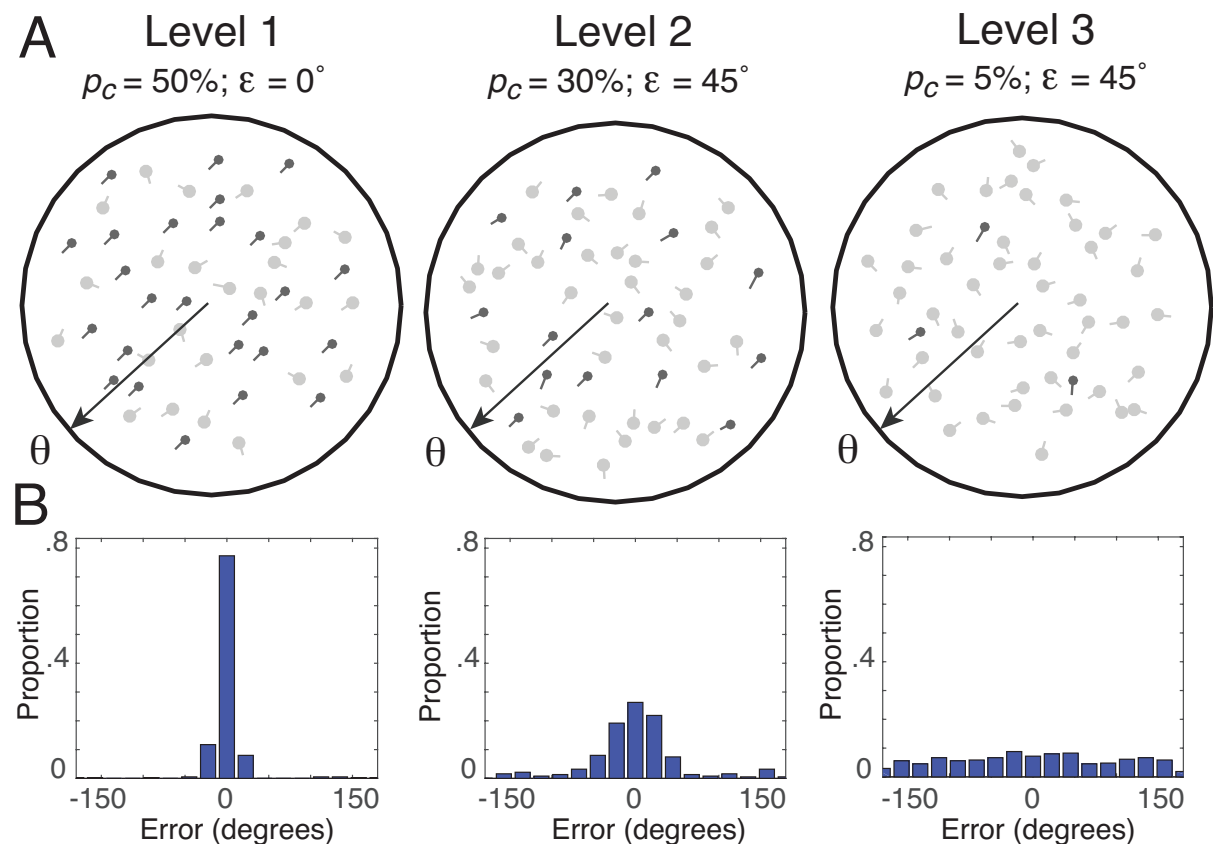 A
Level 1
Level 2
Level 3
p_c = 50%; ε = 0°
p_c = 30%; ε = 45°
p_c = 5%; ε = 45°
θ
θ
θ
B
.8
.4
0
Proportion
-150
0
150
Error (degrees)
.8
.4
0
Proportion
-150
0
150
Error (degrees)
.8
.4
0
Proportion
-150
0
150
Error (degrees)